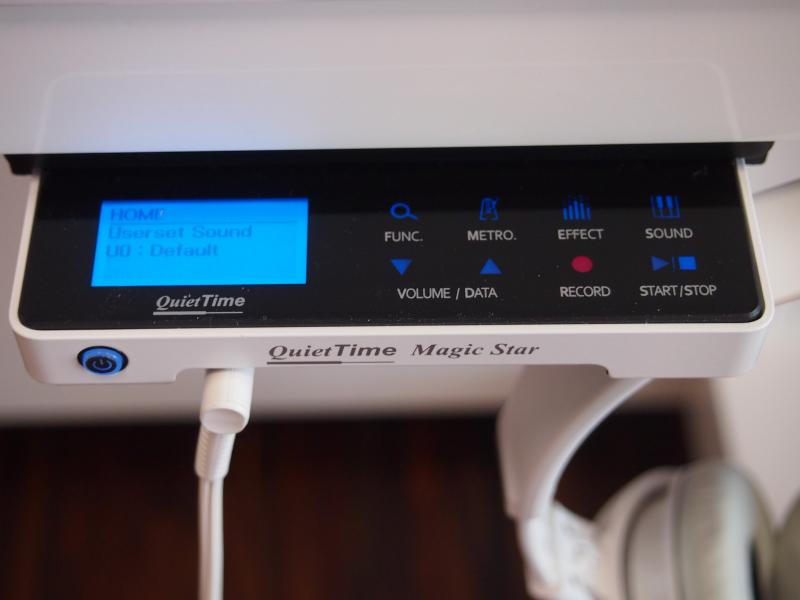 HOME
Userset Sound
U0 : Default
QuietTime
FUNC.
METRO.
EFFECT
SOUND
VOLUME / DATA
RECORD
START/STOP
QuietTime Magic Star